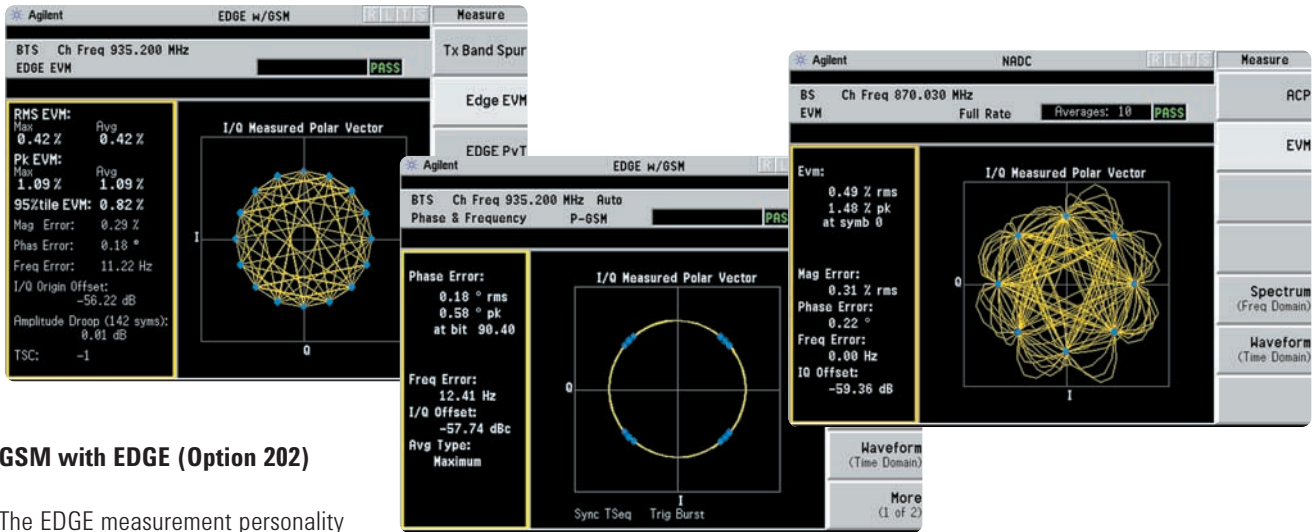 Agilent EDGE w/GSM R L T S Measure
BTS Ch Freq 935.200 MHz
EDGE EVM PASS
Tx Band Spur
Edge EVM
EDGE PvT
RMS EVM:
Max Avg
0.42 % 0.42 %
Pk EVM:
Max Avg
1.09 % 1.09 %
95%tile EVM: 0.82 %
Mag Error: 0.29 %
Phas Error: 0.18 °
Freq Error: 11.22 Hz
I/Q Origin Offset:
-56.22 dB
Amplitude Droop (142 syms):
0.01 dB
TSC: -1
I/Q Measured Polar Vector
I
Q
Agilent EDGE w/GSM
BTS Ch Freq 935.200 MHz Auto
Phase & Frequency P-GSM PAS
Phase Error:
0.18 ° rms
0.58 ° pk
at bit 90.40
Freq Error:
12.41 Hz
I/Q Offset:
-57.74 dBc
Avg Type:
Maximum
I/Q Measured Polar Vector
Q
I
Sync TSeq Trig Burst
Waveform
(Time Domain)
More
(1 of 2)
Agilent NADC R L T S Measure
BS Ch Freq 870.030 MHz
EVM Full Rate Averages: 10 PASS
ACP
EVM
Spectrum
(Freq Domain)
Waveform
(Time Domain)
Evm:
0.49 % rms
1.48 % pk
at symb 0
Mag Error:
0.31 % rms
Phase Error:
0.22 °
Freq Error:
0.00 Hz
IQ Offset:
-59.36 dB
I/Q Measured Polar Vector
Q
I
GSM with EDGE (Option 202)
The EDGE measurement personality